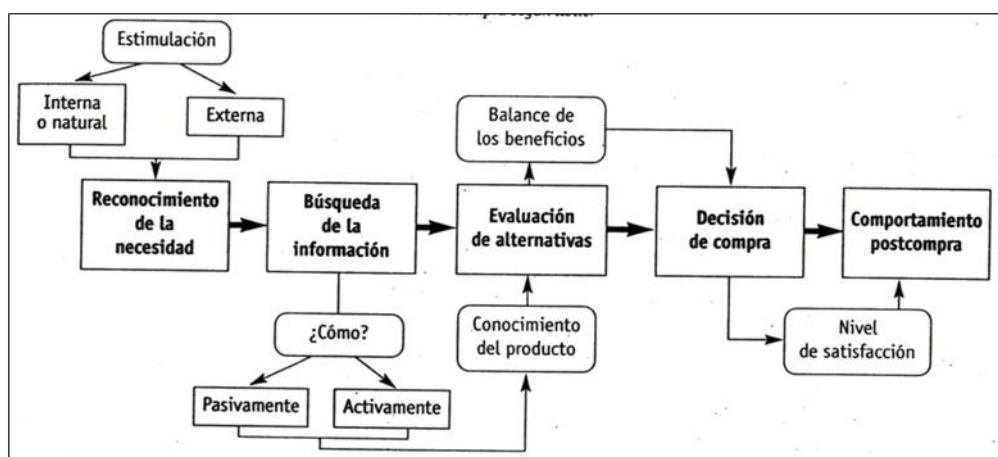 Estimulación
Interna
o natural
Externa
Balance de
los beneficios
Reconocimiento
de la
necesidad
Búsqueda
de la
información
Evaluación
de alternativas
Decisión
de compra
Comportamiento
postcompra
¿Cómo?
Conocimiento
del producto
Nivel
de satisfacción
Pasivamente
Activamente